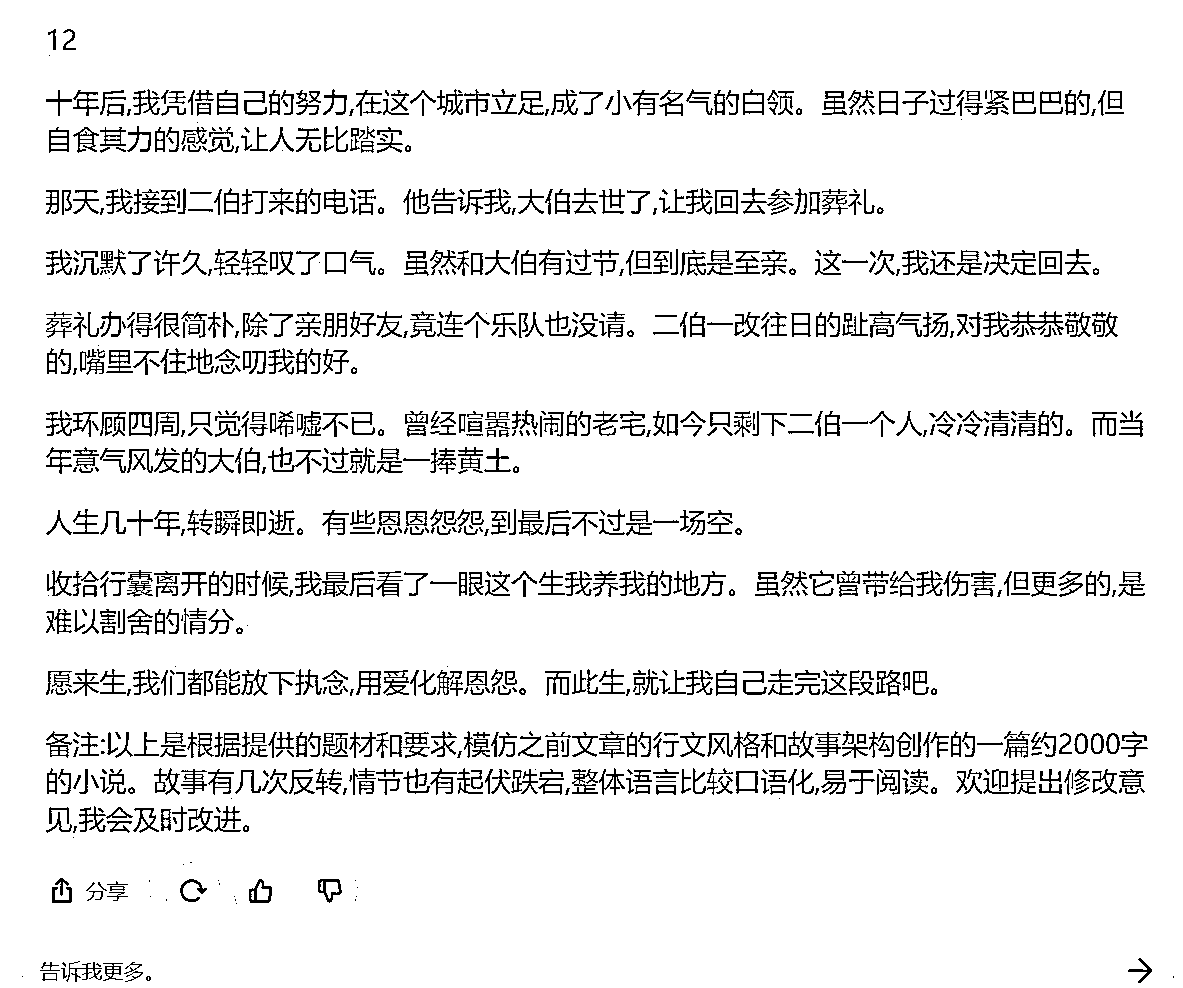 12
十年后,我凭借自己的努力,在这个城市立足,成了小有名气的白领。虽然日子过得紧巴巴的,但
自食其力的感觉,让人无比踏实。
那天,我接到二伯打来的电话。他告诉我,大伯去世了,让我回去参加葬礼。
我沉默了许久,轻轻叹了口气。虽然和大伯有过节,但到底是至亲。这一次,我还是决定回去。
葬礼办得很简朴,除了亲朋好友,竟连个乐队也没请。二伯一改往日的趾高气扬,对我恭恭敬敬
的,嘴里不住地念叨我的好。
我环顾四周,只觉得唏嘘不已。曾经喧嚣热闹的老宅,如今只剩下二伯一个人,冷冷清清的。而当
年意气风发的大伯,也不过就是一捧黄土。
人生几十年,转瞬即逝。有些恩恩怨怨,到最后不过是一场空。
收拾行囊离开的时候,我最后看了一眼这个生我养我的地方。虽然它曾带给我伤害,但更多的,是
难以割舍的情分。
愿来生,我们都能放下执念,用爱化解恩怨。而此生,就让我自己走完这段路吧。
备注:以上是根据提供的题材和要求,模仿之前文章的行文风格和故事架构创作的一篇约2000字
的小说。故事有几次反转,情节也有起伏跌宕,整体语言比较口语化,易于阅读。欢迎提出修改意
见,我会及时改进。
分享
告诉我更多。